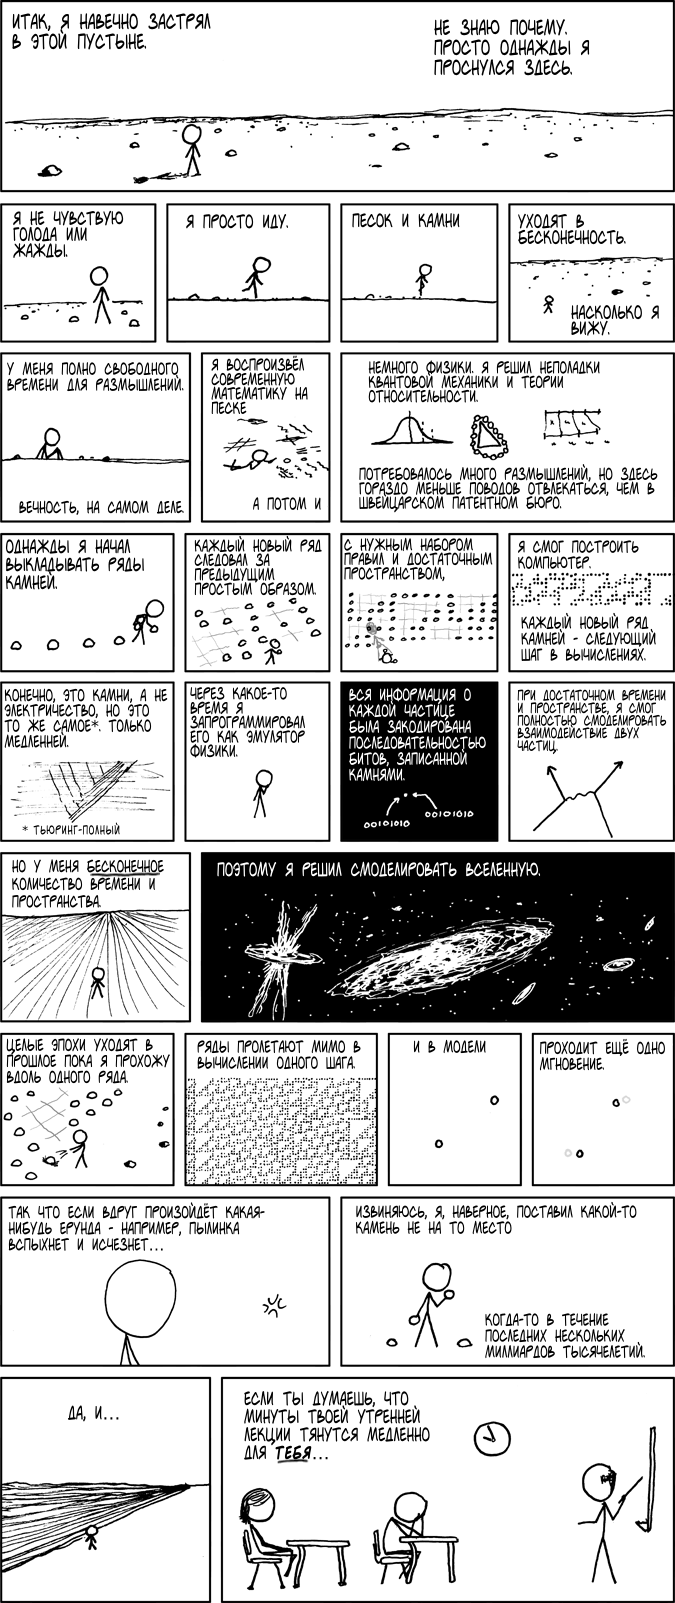 ИТАК, Я НАВЕЧНО ЗАСТРЯЛ
В ЭТОЙ ПУСТЫНЕ.
НЕ ЗНАЮ ПОЧЕМУ.
ПРОСТО ОДНАЖДЫ Я
ПРОСНУЛСЯ ЗДЕСЬ.
Я НЕ ЧУВСТВУЮ
ГОЛОДА ИЛИ
ЖАЖДЫ.
Я ПРОСТО ИДУ.
ПЕСОК И КАМНИ
УХОДЯТ В
БЕСКОНЕЧНОСТЬ.
НАСКОЛЬКО Я
ВИЖУ.
У МЕНЯ ПОЛНО СВОБОДНОГО
ВРЕМЕНИ ДЛЯ РАЗМЫШЛЕНИЙ.
ВЕЧНОСТЬ, НА САМОМ ДЕЛЕ.
Я ВОСПРОИЗВЁЛ
СОВРЕМЕННУЮ
МАТЕМАТИКУ НА
ПЕСКЕ
А ПОТОМ И
НЕМНОГО ФИЗИКИ. Я РЕШИЛ НЕПОЛАДКИ
КВАНТОВОЙ МЕХАНИКИ И ТЕОРИИ
ОТНОСИТЕЛЬНОСТИ.
ПОТРЕБОВАЛОСЬ МНОГО РАЗМЫШЛЕНИЙ, НО ЗДЕСЬ
ГОРАЗДО МЕНЬШЕ ПОВОДОВ ОТВЛЕКАТЬСЯ, ЧЕМ В
ШВЕЙЦАРСКОМ ПАТЕНТНОМ БЮРО.
ОДНАЖДЫ Я НАЧАЛ
ВЫКЛАДЫВАТЬ РЯДЫ
КАМНЕЙ.
КАЖДЫЙ НОВЫЙ РЯД
СЛЕДОВАЛ ЗА
ПРЕДЫДУЩИМ
ПРОСТЫМ ОБРАЗОМ.
С НУЖНЫМ НАБОРОМ
ПРАВИЛ И ДОСТАТОЧНЫМ
ПРОСТРАНСТВОМ,
Я СМОГ ПОСТРОИТЬ
КОМПЬЮТЕР.
КАЖДЫЙ НОВЫЙ РЯД
КАМНЕЙ - СЛЕДУЮЩИЙ
ШАГ В ВЫЧИСЛЕНИЯХ.
КОНЕЧНО, ЭТО КАМНИ, А НЕ
ЭЛЕКТРИЧЕСТВО, НО ЭТО
ТО ЖЕ САМОЕ*. ТОЛЬКО
МЕДЛЕННЕЙ.
* ТЬЮРИНГ-ПОЛНЫЙ
ЧЕРЕЗ КАКОЕ-ТО
ВРЕМЯ Я
ЗАПРОГРАММИРОВАЛ
ЕГО КАК ЭМУЛЯТОР
ФИЗИКИ.
ВСЯ ИНФОРМАЦИЯ О
КАЖДОЙ ЧАСТИЦЕ
БЫЛА ЗАКОДИРОВАНА
ПОСЛЕДОВАТЕЛЬНОСТЬЮ
БИТОВ, ЗАПИСАННОЙ
КАМНЯМИ.
00101010
00101010
ПРИ ДОСТАТОЧНОМ ВРЕМЕНИ
И ПРОСТРАНСТВЕ, Я СМОГ
ПОЛНОСТЬЮ СМОДЕЛИРОВАТЬ
ВЗАИМОДЕЙСТВИЕ ДВУХ
ЧАСТИЦ.
НО У МЕНЯ БЕСКОНЕЧНОЕ
КОЛИЧЕСТВО ВРЕМЕНИ И
ПРОСТРАНСТВА.
ПОЭТОМУ Я РЕШИЛ СМОДЕЛИРОВАТЬ ВСЕЛЕННУЮ.
ЦЕЛЫЕ ЭПОХИ УХОДЯТ В
ПРОШЛОЕ ПОКА Я ПРОХОЖУ
ВДОЛЬ ОДНОГО РЯДА.
РЯДЫ ПРОЛЕТАЮТ МИМО В
ВЫЧИСЛЕНИИ ОДНОГО ШАГА.
И В МОДЕЛИ
ПРОХОДИТ ЕЩЁ ОДНО
МГНОВЕНИЕ.
ТАК ЧТО ЕСЛИ ВДРУГ ПРОИЗОЙДЁТ КАКАЯ-
НИБУДЬ ЕРУНДА - НАПРИМЕР, ПЫЛИНКА
ВСПЫХНЕТ И ИСЧЕЗНЕТ...
ИЗВИНЯЮСЬ, Я, НАВЕРНОЕ, ПОСТАВИЛ КАКОЙ-ТО
КАМЕНЬ НЕ НА ТО МЕСТО
КОГДА-ТО В ТЕЧЕНИЕ
ПОСЛЕДНИХ НЕСКОЛЬКИХ
МИЛЛИАРДОВ ТЫСЯЧЕЛЕТИЙ.
ДА, И...
ЕСЛИ ТЫ ДУМАЕШЬ, ЧТО
МИНУТЫ ТВОЕЙ УТРЕННЕЙ
ЛЕКЦИИ ТЯНУТСЯ МЕДЛЕННО
ДЛЯ ТЕБЯ...